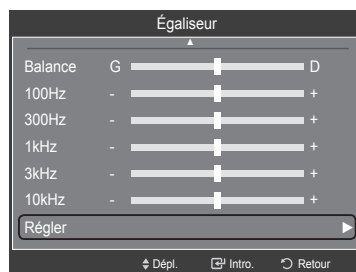 Égaliseur
▲
Balance G D
100Hz - +
300Hz - +
1kHz - +
3kHz - +
10kHz - +
Régler ►
Dépl. Intro. Retour